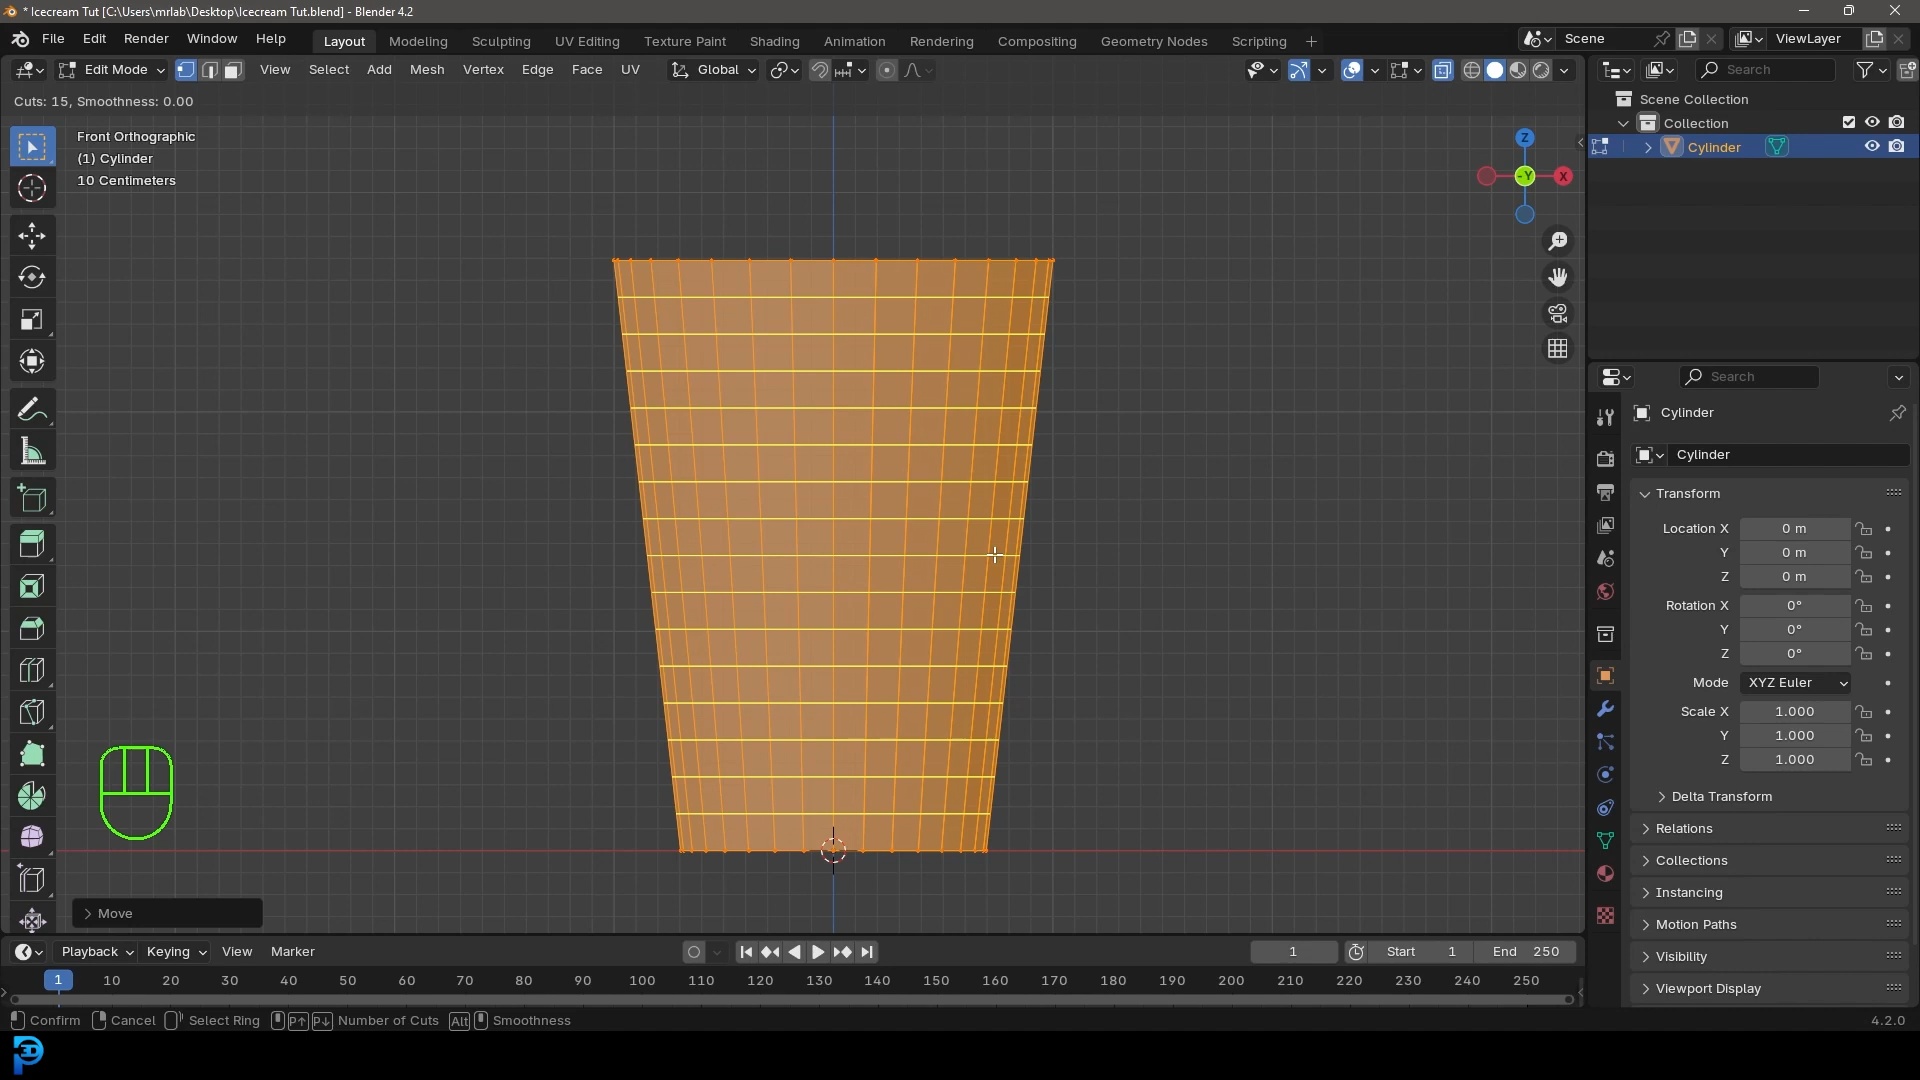 * Icecream Tut [C:\Users\mrlab\Desktop\Icecream Tut.blend] - Blender 4.2
File Edit Render Window Help Layout Modeling Sculpting UV Editing Texture Paint Shading Animation Rendering Compositing Geometry Nodes Scripting + Scene ViewLayer
Edit Mode View Select Add Mesh Vertex Edge Face UV Global Search
Cuts: 15, Smoothness: 0.00
Scene Collection
Collection
Cylinder
Front Orthographic
(1) Cylinder
10 Centimeters
Z
-Y X
Search
Cylinder
Cylinder
Transform
Location X 0 m
Y 0 m
Z 0 m
Rotation X 0°
Y 0°
Z 0°
Mode XYZ Euler
Scale X 1.000
Y 1.000
Z 1.000
Delta Transform
Relations
Collections
Instancing
Motion Paths
Visibility
Viewport Display
Move
Playback Keying View Marker 1 Start 1 End 250
1 10 20 30 40 50 60 70 80 90 100 110 120 130 140 150 160 170 180 190 200 210 220 230 240 250
Confirm Cancel Select Ring P↑ P↓ Number of Cuts Alt Smoothness 4.2.0
3D